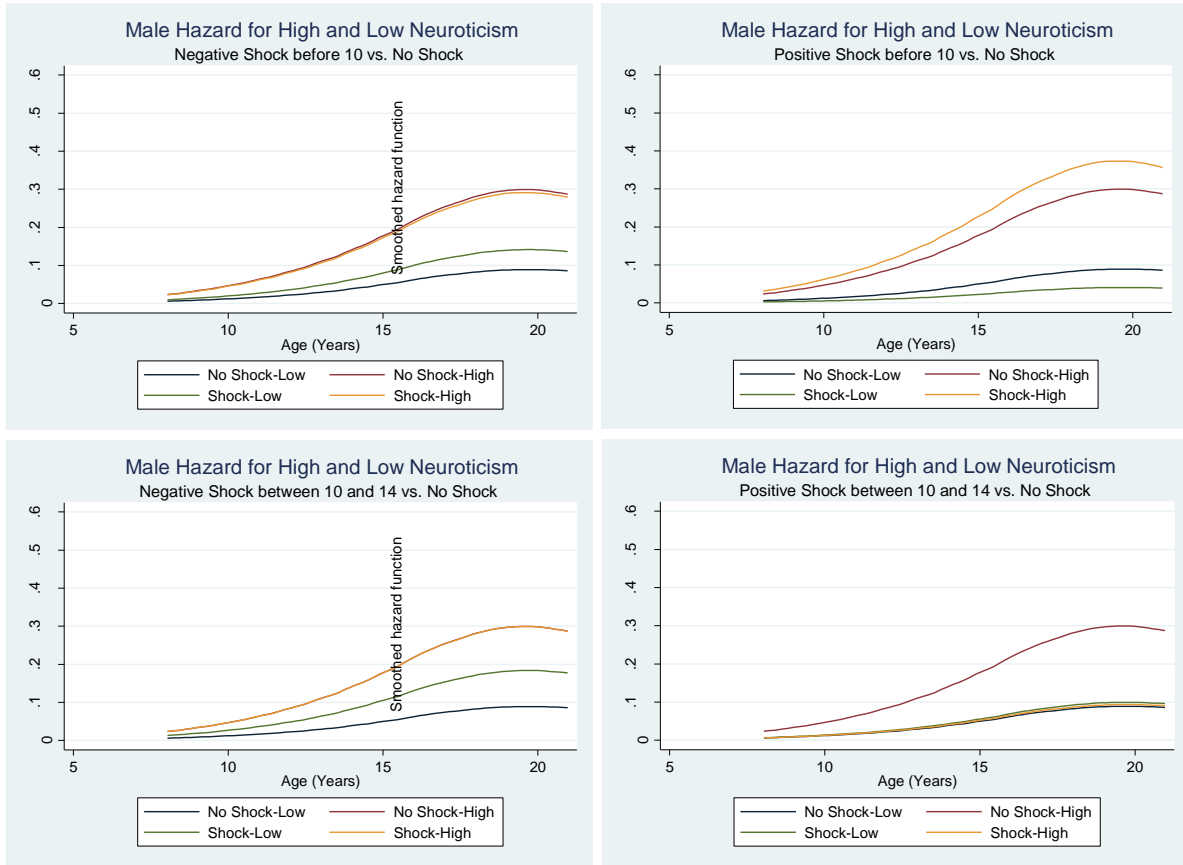 Male Hazard for High and Low Neuroticism
Negative Shock before 10 vs. No Shock
.6
.5
.4
.3
.2
.1
0
Smoothed hazard function
5 10 15 20
Age (Years)
No Shock-Low No Shock-High
Shock-Low Shock-High
Male Hazard for High and Low Neuroticism
Positive Shock before 10 vs. No Shock
.6
.5
.4
.3
.2
.1
0
5 10 15 20
Age (Years)
No Shock-Low No Shock-High
Shock-Low Shock-High
Male Hazard for High and Low Neuroticism
Negative Shock between 10 and 14 vs. No Shock
.6
.5
.4
.3
.2
.1
0
Smoothed hazard function
5 10 15 20
Age (Years)
No Shock-Low No Shock-High
Shock-Low Shock-High
Male Hazard for High and Low Neuroticism
Positive Shock between 10 and 14 vs. No Shock
.6
.5
.4
.3
.2
.1
0
5 10 15 20
Age (Years)
No Shock-Low No Shock-High
Shock-Low Shock-High